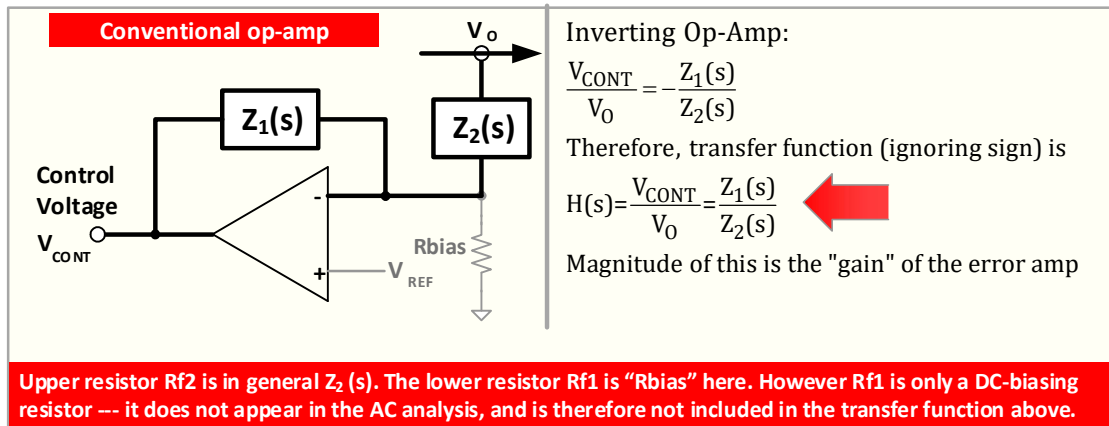 Conventional op-amp
V O
Z1(s)
Z2(s)
Control
Voltage
VCONT
-
+
Rbias
V REF
Inverting Op-Amp:
VCONT/VO = −Z1(s)/Z2(s)
Therefore, transfer function (ignoring sign) is
H(s)=VCONT/VO=Z1(s)/Z2(s)
Magnitude of this is the "gain" of the error amp
Upper resistor Rf2 is in general Z2 (s). The lower resistor Rf1 is “Rbias” here. However Rf1 is only a DC-biasing
resistor --- it does not appear in the AC analysis, and is therefore not included in the transfer function above.